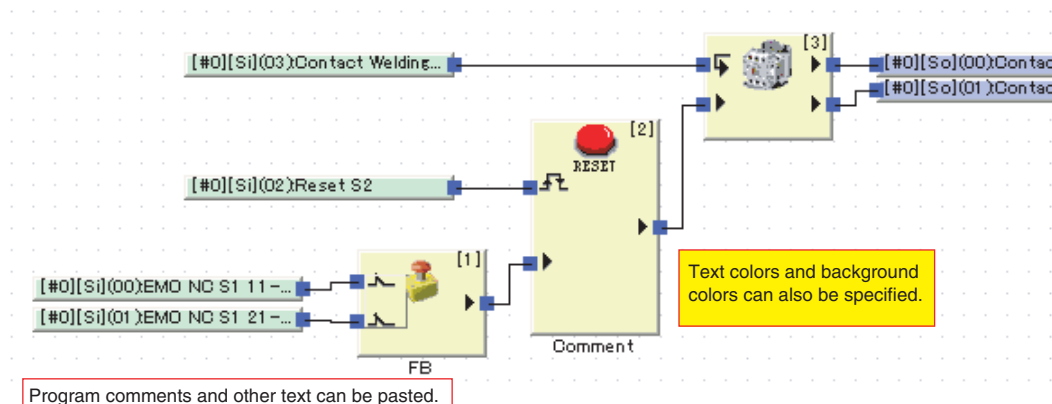 [3]
[#0][Si](03):Contact Welding...
[#0][So](00):Contac
[#0][So](01):Contac
[2]
RESET
[#0][Si](02):Reset S2
[1]
Text colors and background
colors can also be specified.
[#0][Si](00):EMO NC S1 11-...
[#0][Si](01):EMO NC S1 21-...
Comment
FB
Program comments and other text can be pasted.